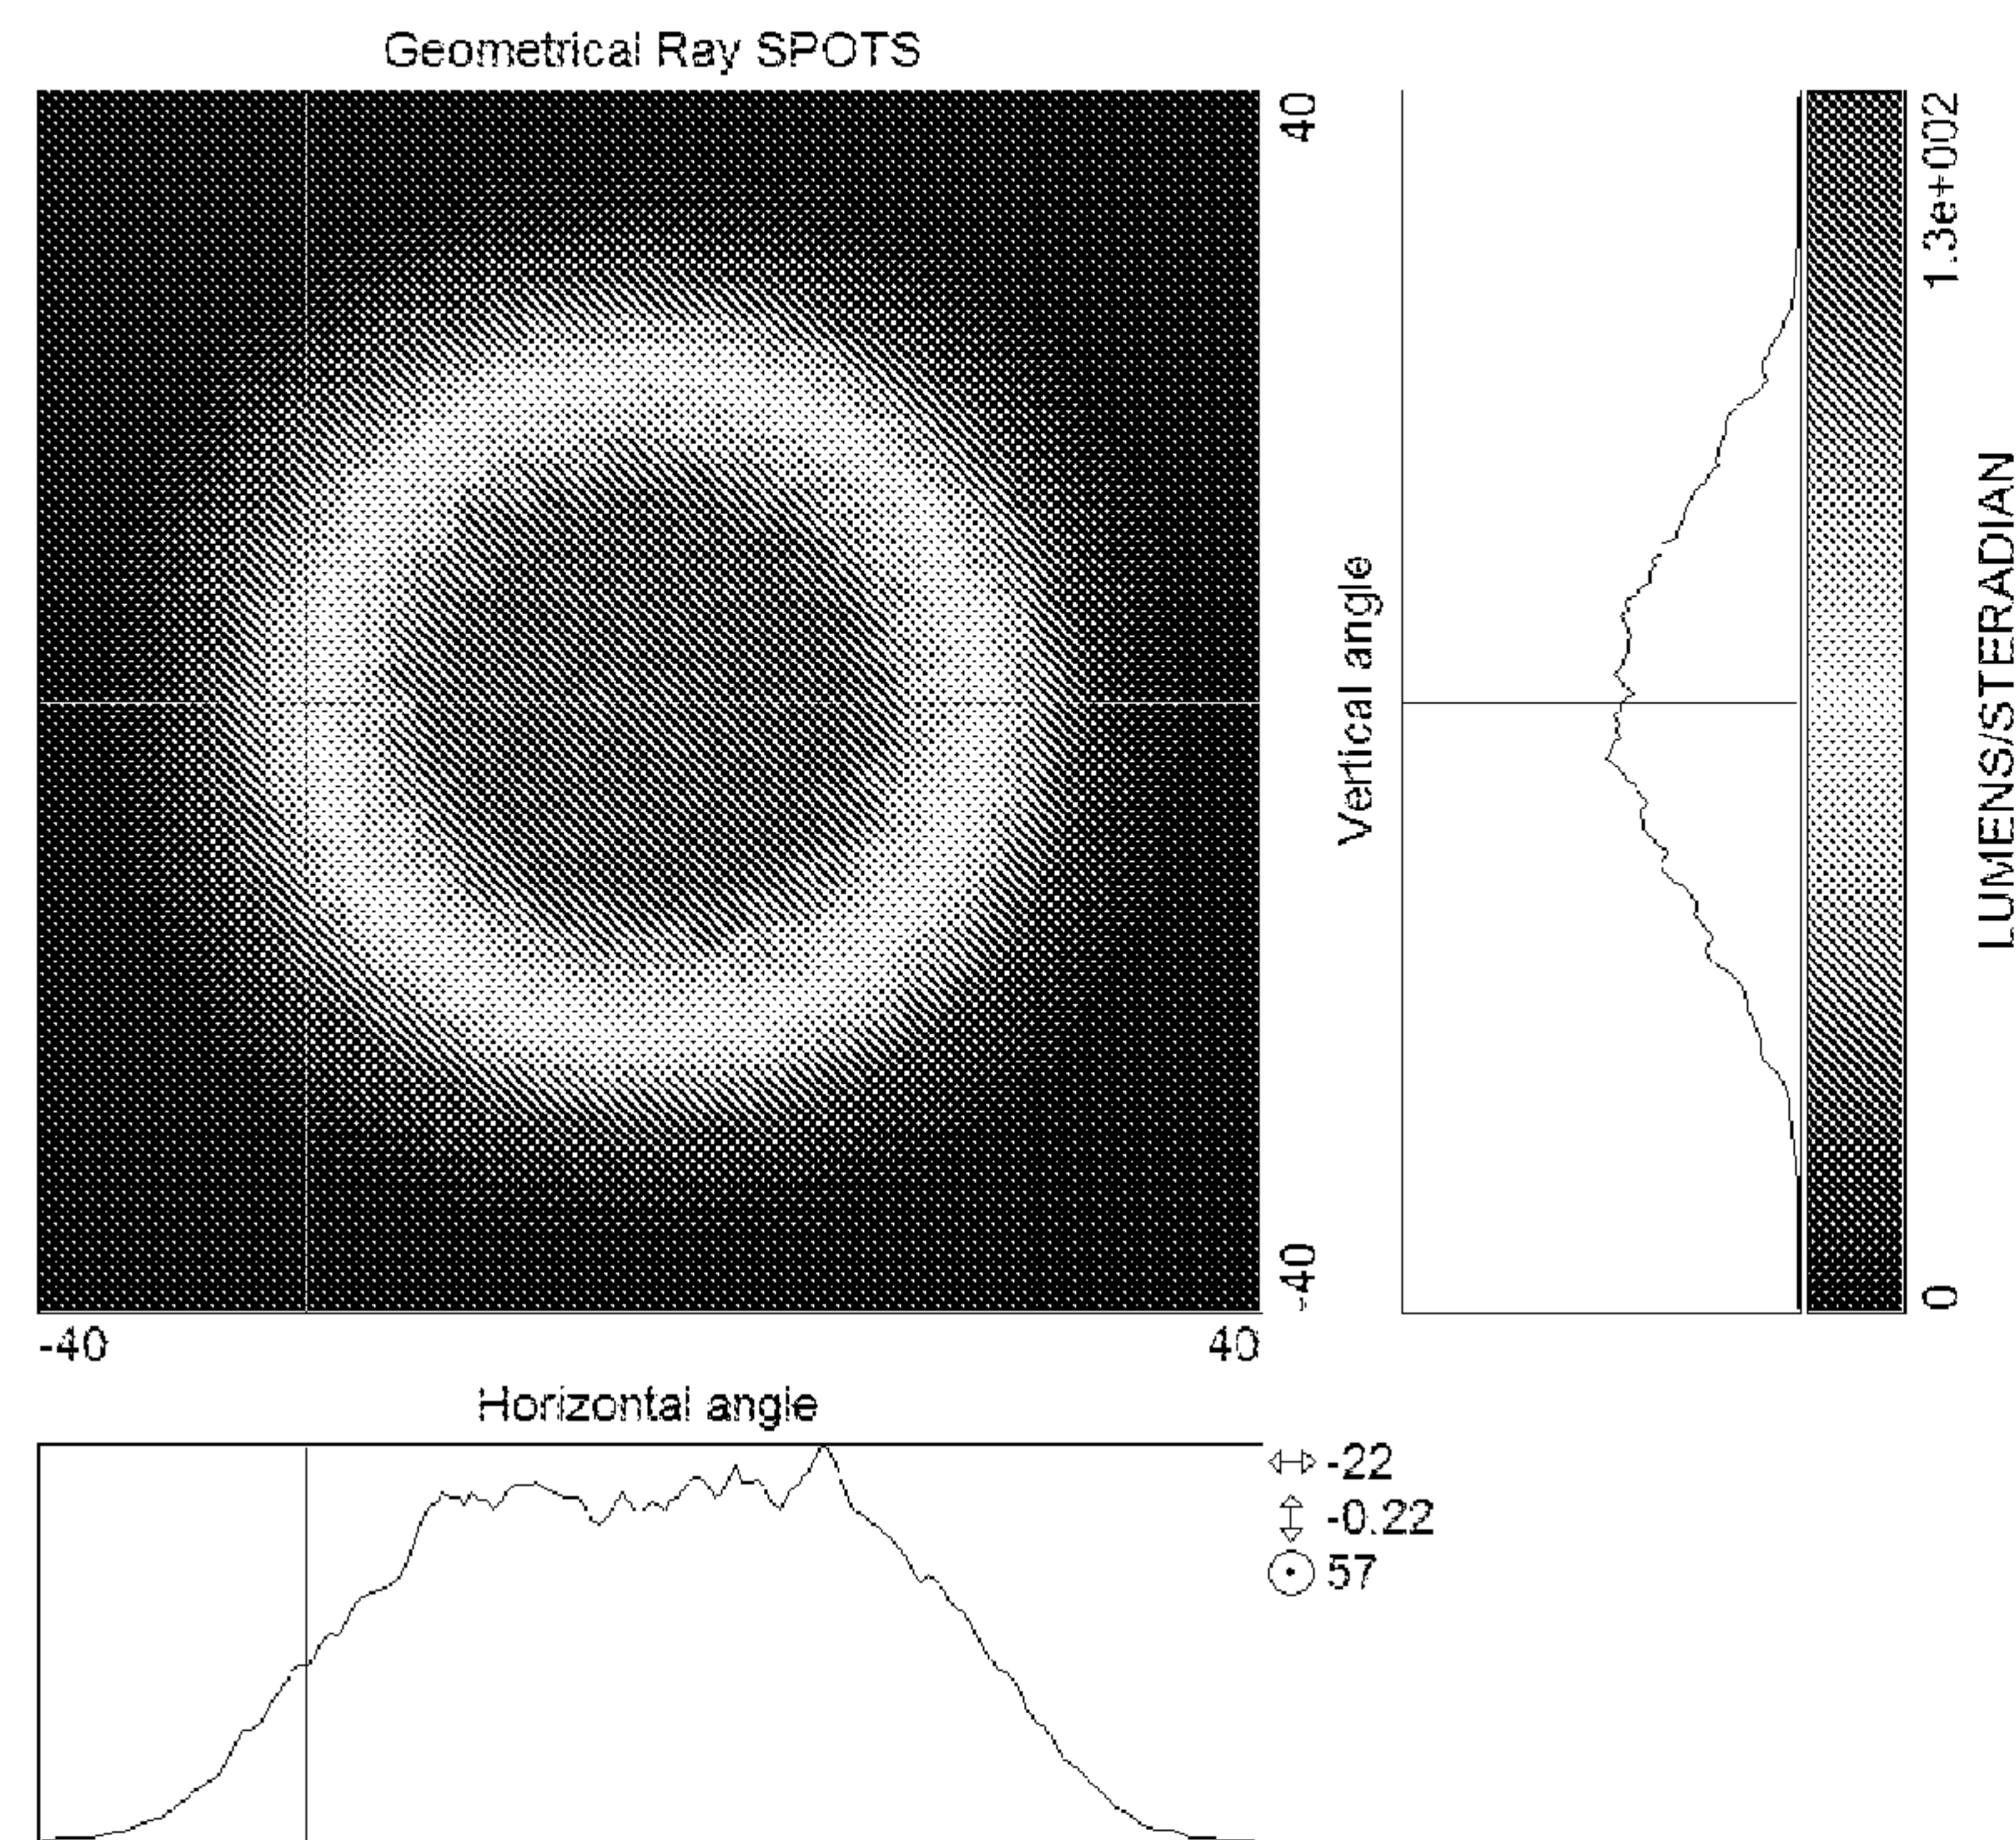 Geometrical Ray SPOTS
40
Vertical angle
-40
1.3e+002
LUMENS/STERADIAN
0
-40
40
Horizontal angle
-22
-0.22
57